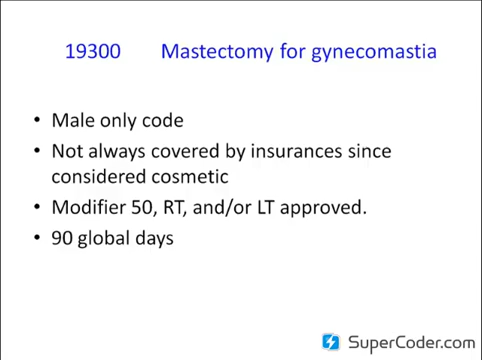 19300 Mastectomy for gynecomastia
• Male only code
• Not always covered by insurances since
considered cosmetic
• Modifier 50, RT, and/or LT approved.
• 90 global days
SuperCoder.com